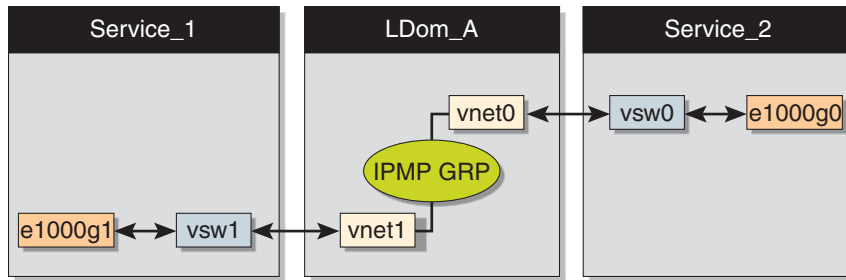 Service_1
LDom_A
Service_2
vnet0
vsw0
e1000g0
IPMP GRP
e1000g1
vsw1
vnet1